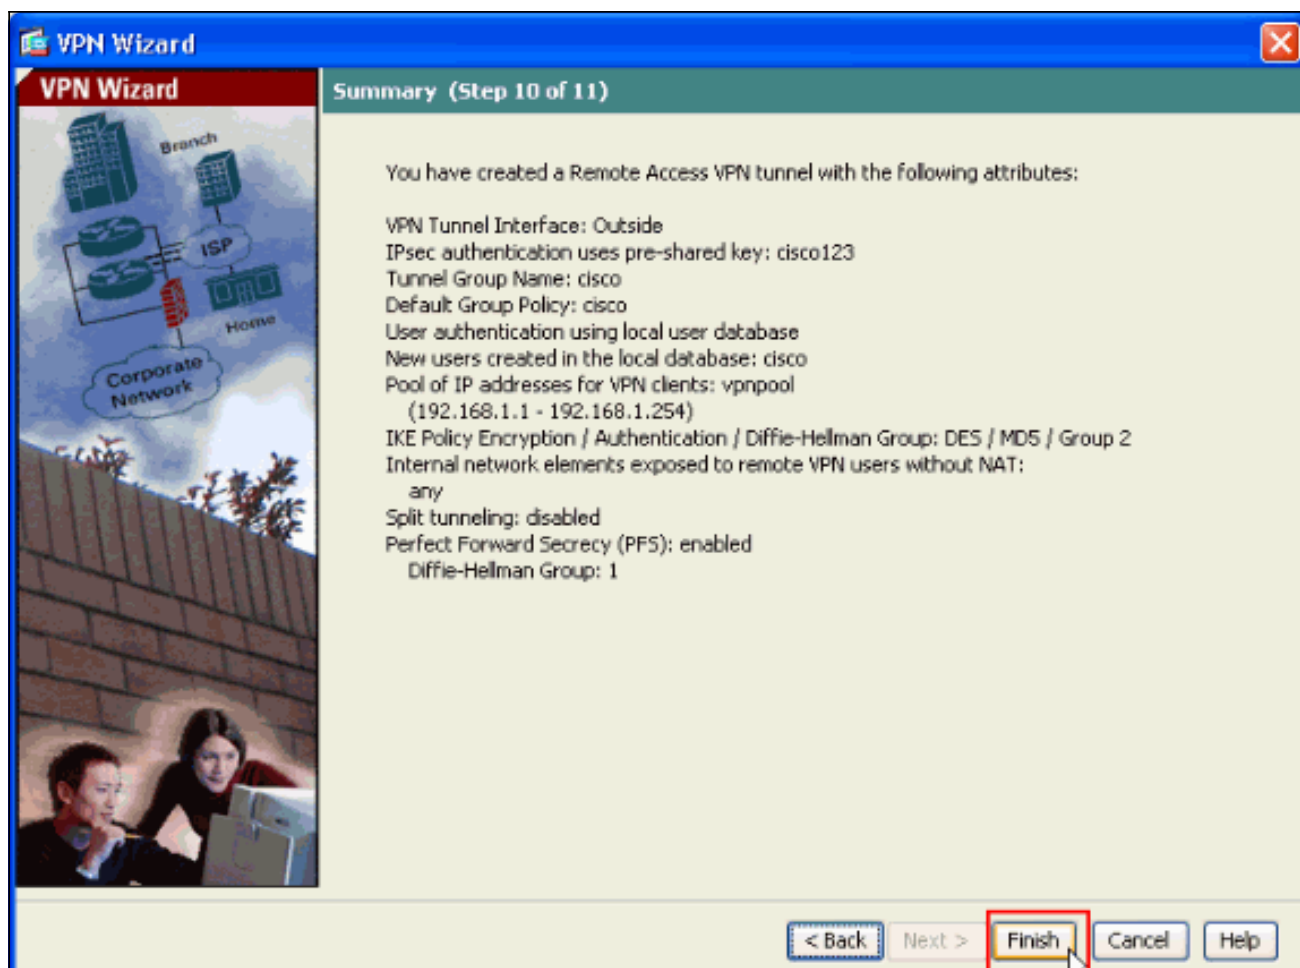 VPN Wizard
VPN Wizard
Summary (Step 10 of 11)
Branch
ISP
Home
Corporate
Network
You have created a Remote Access VPN tunnel with the following attributes:
VPN Tunnel Interface: Outside
IPsec authentication uses pre-shared key: cisco123
Tunnel Group Name: cisco
Default Group Policy: cisco
User authentication using local user database
New users created in the local database: cisco
Pool of IP addresses for VPN clients: vpnpool
(192.168.1.1 - 192.168.1.254)
IKE Policy Encryption / Authentication / Diffie-Hellman Group: DES / MD5 / Group 2
Internal network elements exposed to remote VPN users without NAT:
any
Split tunneling: disabled
Perfect Forward Secrecy (PFS): enabled
Diffie-Hellman Group: 1
< Back Next > Finish Cancel Help